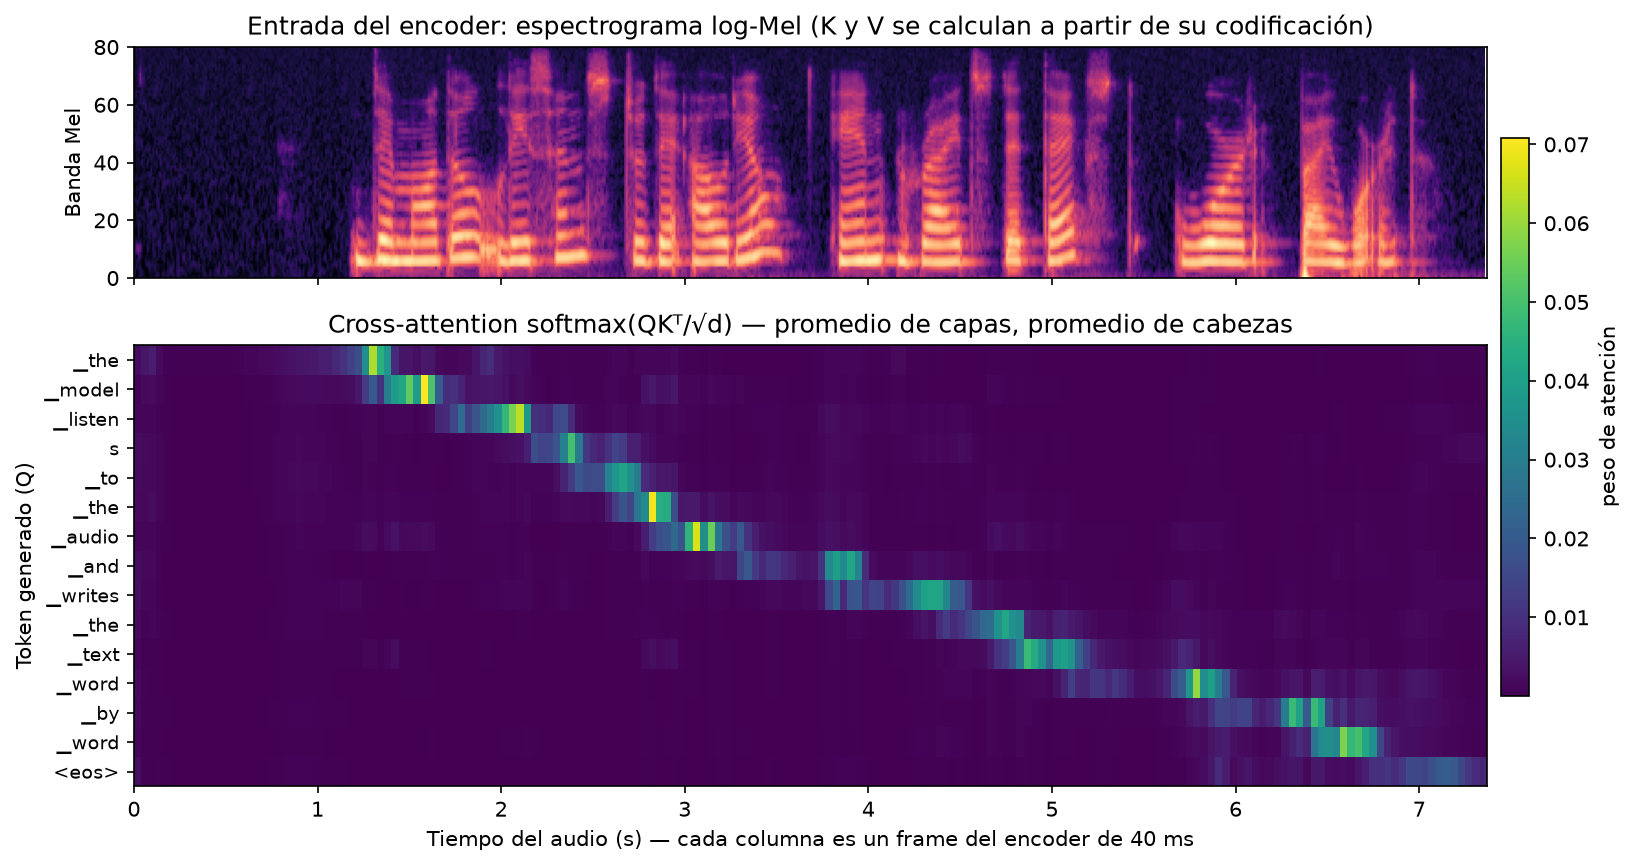 Entrada del encoder: espectrograma log-Mel (K y V se calculan a partir de su codificación)
80
60
40
20
0
Banda Mel
Cross-attention softmax(QKᵀ/√d) — promedio de capas, promedio de cabezas
_the
_model
_listen
s
_to
_the
_audio
_and
_writes
_the
_text
_word
_by
_word
<eos>
Token generado (Q)
0 1 2 3 4 5 6 7
Tiempo del audio (s) — cada columna es un frame del encoder de 40 ms
0.07
0.06
0.05
0.04
0.03
0.02
0.01
peso de atención